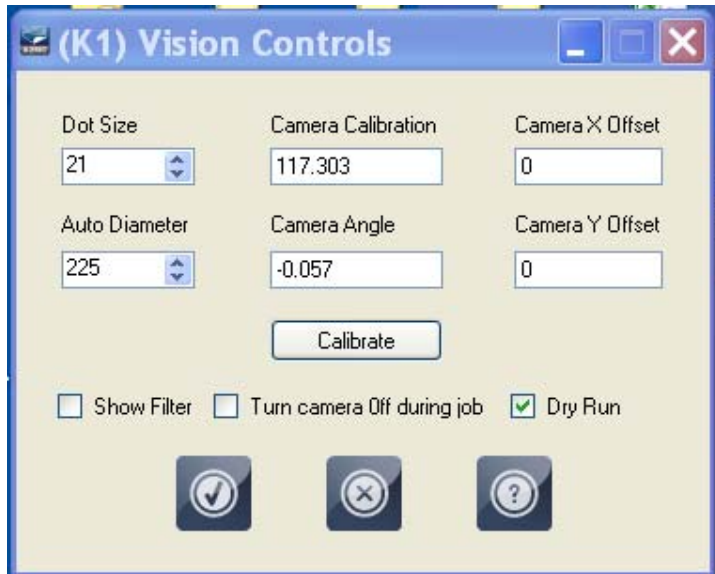 (K1) Vision Controls
Dot Size Camera Calibration Camera X Offset
21 117.303 0
Auto Diameter Camera Angle Camera Y Offset
225 -0.057 0
Calibrate
Show Filter Turn camera Off during job Dry Run
?